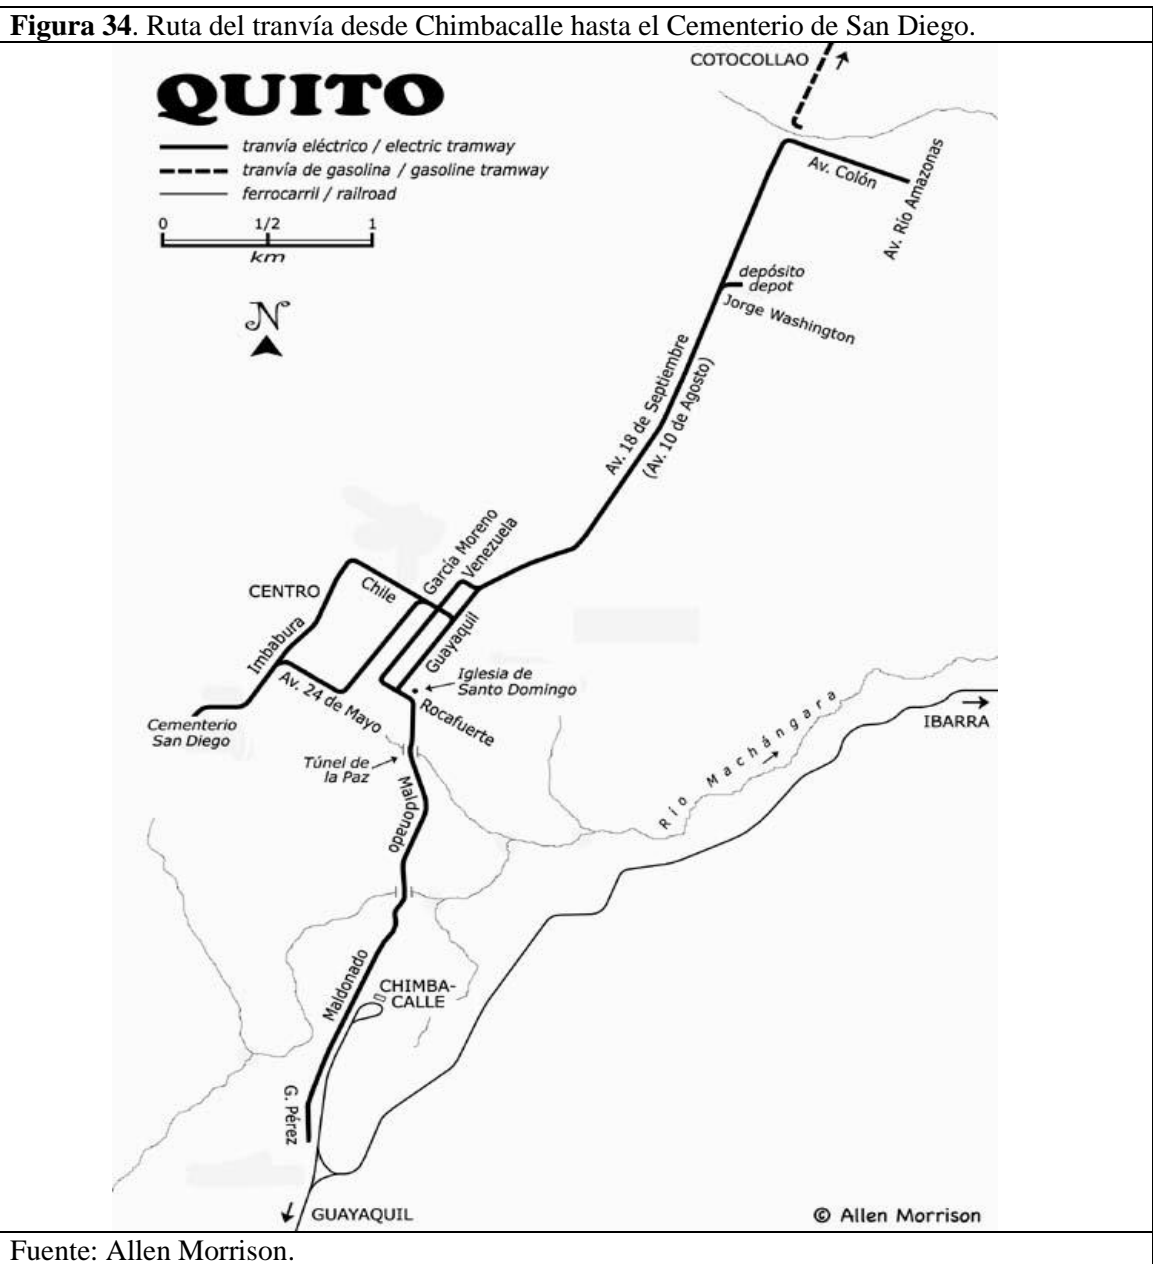 Figura 34. Ruta del tranvía desde Chimbacalle hasta el Cementerio de San Diego.
COTOCOLLAO
QUITO
tranvía eléctrico / electric tramway
tranvía de gasolina / gasoline tramway
ferrocarril / railroad
0 1/2 1
km
N
Av. Colón
Av. Río Amazonas
depósito
depot
Jorge Washington
Av. 18 de Septiembre
(Av. 10 de Agosto)
García Moreno
Venezuela
CENTRO
Chile
Guayaquil
Imbabura
Av. 24 de Mayo
Iglesia de
Santo Domingo
Rocafuerte
Cementerio
San Diego
Túnel de
la Paz
Maldonado
Río Machángara
IBARRA
Maldonado
CHIMBA-
CALLE
G. Pérez
GUAYAQUIL
© Allen Morrison
Fuente: Allen Morrison.